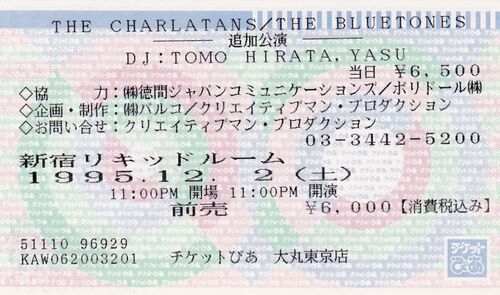 THE CHARLATANS/THE BLUETONES
追加公演
DJ:TOMO HIRATA,YASU
当日 ¥6,500
◇協 力:㈱徳間ジャパンコミュニケーションズ/ポリドール㈱
◇企画・制作:㈱パルコ/クリエイティブマン・プロダクション
◇お問い合せ:クリエイティブマン・プロダクション
03-3442-5200
新宿リキッドルーム
1995.12. 2(土)
11:00PM 開場 11:00PM 開演
前売 ¥6,000【消費税込み】
51110 96929
KAW062003201 チケットぴあ 大丸東京店
チケットぴあ